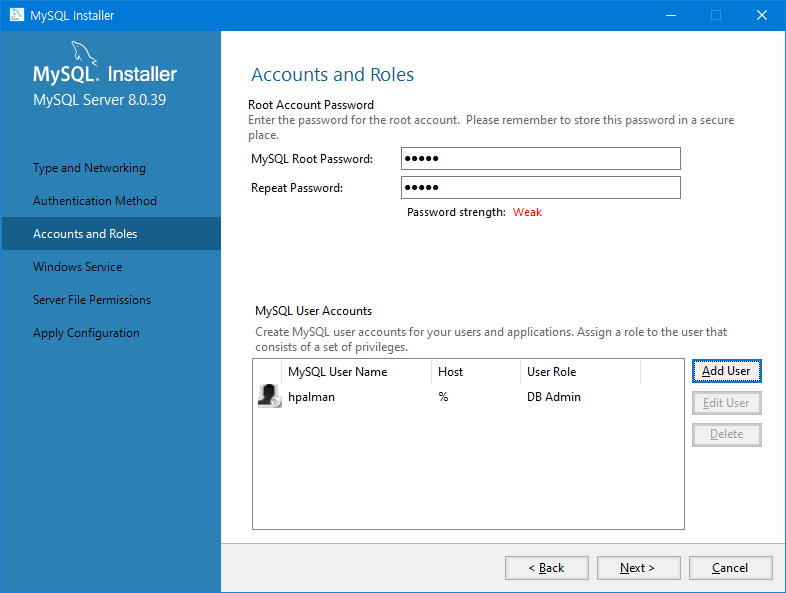 MySQL Installer
MySQL. Installer
MySQL Server 8.0.39
Type and Networking
Authentication Method
Accounts and Roles
Windows Service
Server File Permissions
Apply Configuration
Accounts and Roles
Root Account Password
Enter the password for the root account. Please remember to store this password in a secure
place.
MySQL Root Password: ●●●●●
Repeat Password: ●●●●●
Password strength: Weak
MySQL User Accounts
Create MySQL user accounts for your users and applications. Assign a role to the user that
consists of a set of privileges.
MySQL User Name Host User Role
hpalman % DB Admin
Add User
Edit User
Delete
< Back Next > Cancel